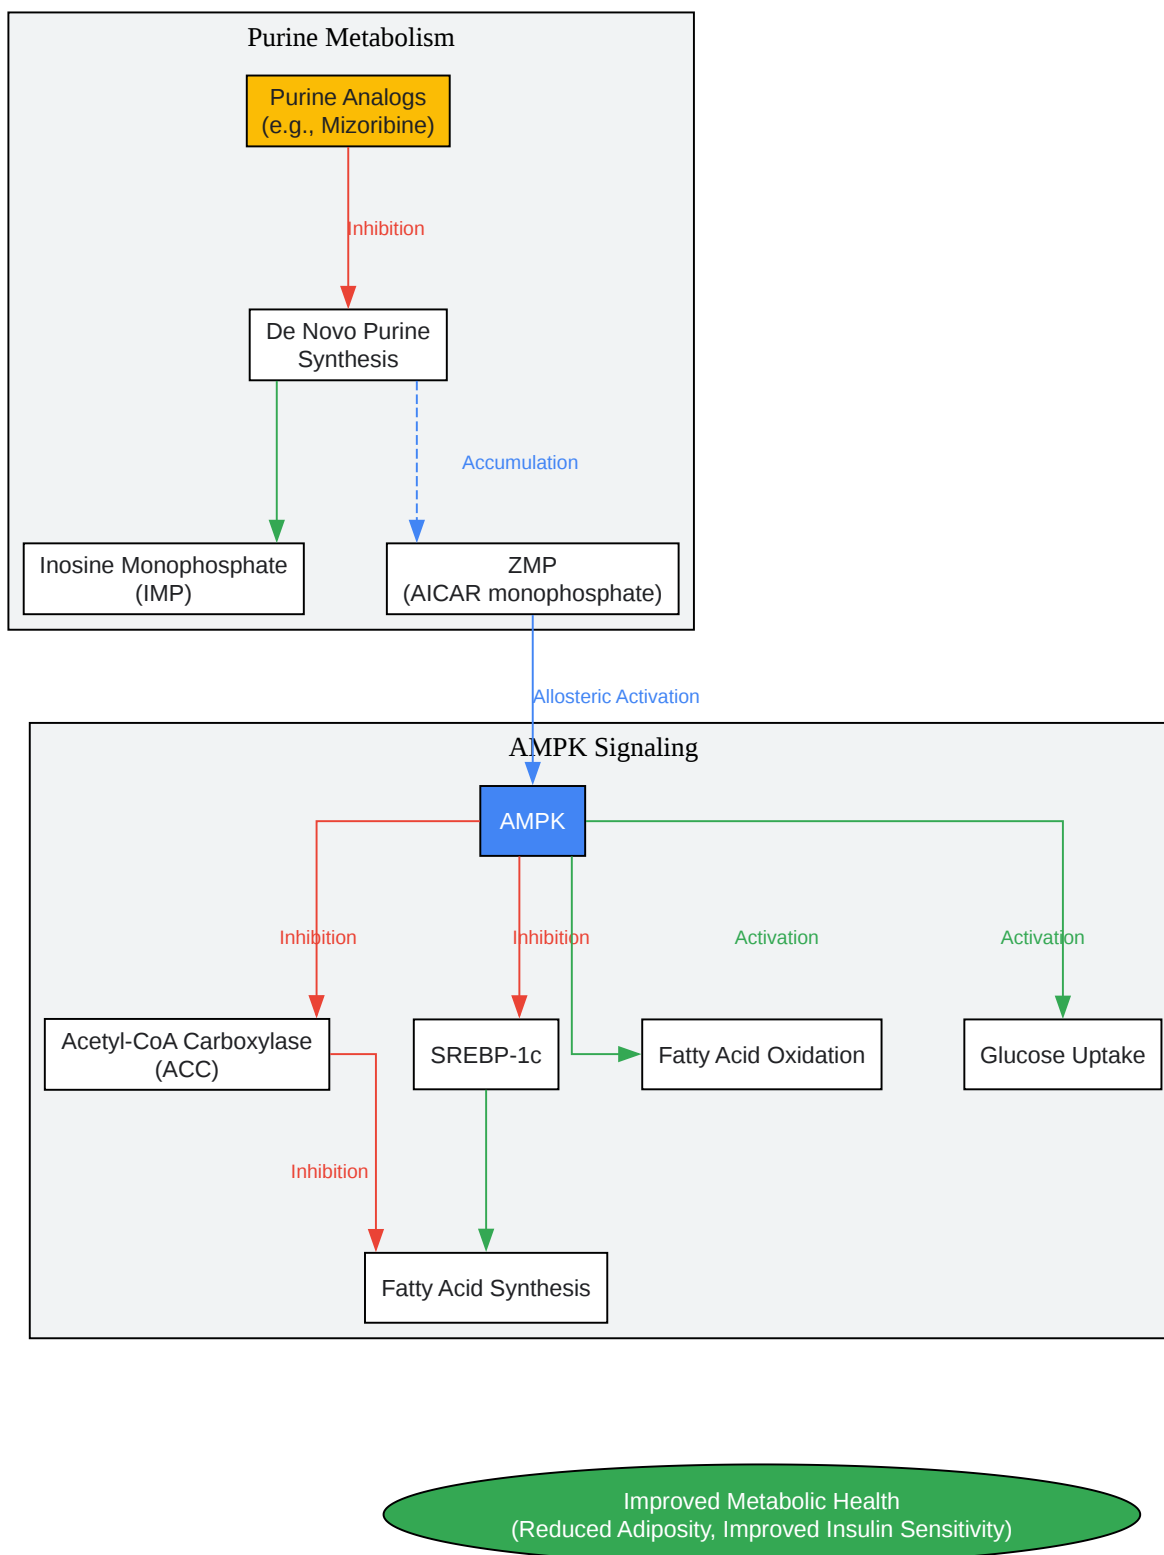 Purine Metabolism
Purine Analogs
(e.g., Mizoribine)
Inhibition
De Novo Purine
Synthesis
Accumulation
Inosine Monophosphate
(IMP)
ZMP
(AICAR monophosphate)
Allosteric Activation
AMPK Signaling
AMPK
Inhibition
Inhibition
Activation
Activation
Acetyl-CoA Carboxylase
(ACC)
SREBP-1c
Fatty Acid Oxidation
Glucose Uptake
Inhibition
Fatty Acid Synthesis
Improved Metabolic Health
(Reduced Adiposity, Improved Insulin Sensitivity)